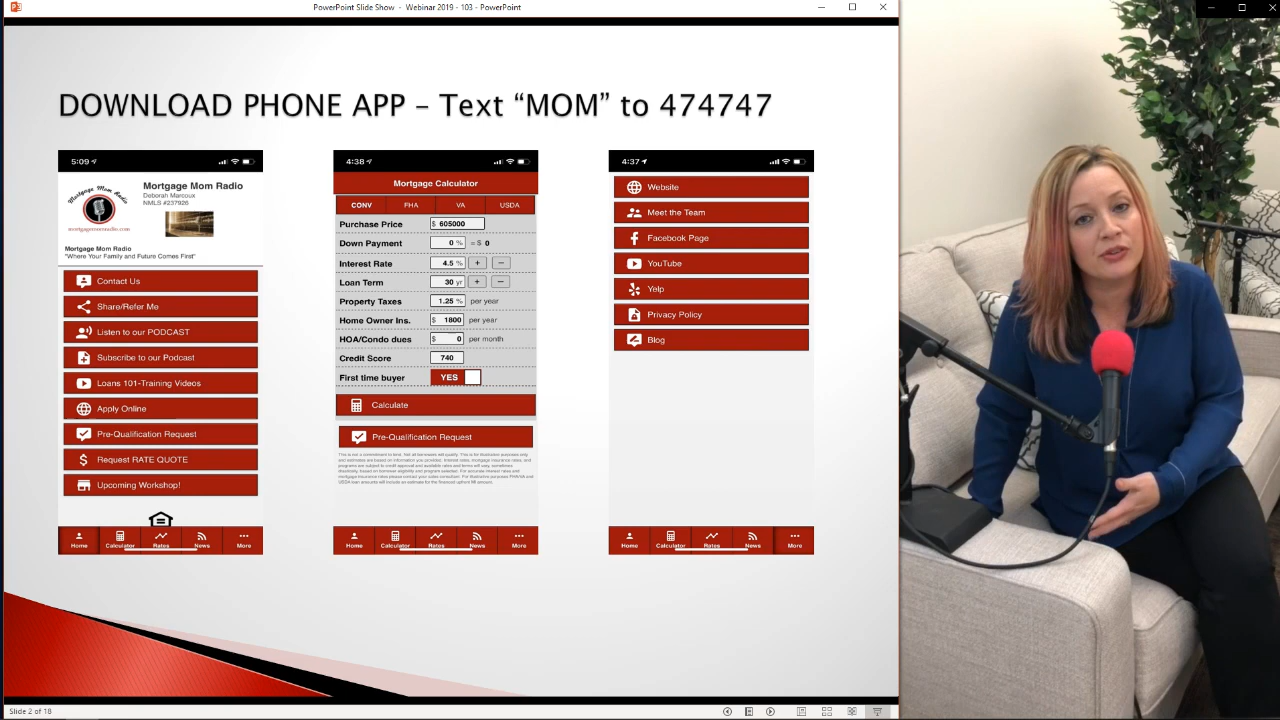 PowerPoint Slide Show - Webinar 2019 - 103 - PowerPoint
DOWNLOAD PHONE APP – Text “MOM” to 474747
5:09
Mortgage Mom Radio
mortgagemomradio.com
Mortgage Mom Radio
Deborah Marcoux
NMLS #237926
Mortgage Mom Radio
"Where Your Family and Future Comes First"
Contact Us
Share/Refer Me
Listen to our PODCAST
Subscribe to our Podcast
Loans 101-Training Videos
Apply Online
Pre-Qualification Request
$ Request RATE QUOTE
Upcoming Workshop!
Home Calculator Rates News More
4:38
Mortgage Calculator
CONV FHA VA USDA
Purchase Price $ 605000
Down Payment 0 % = $ 0
Interest Rate 4.5 % + −
Loan Term 30 yr + −
Property Taxes 1.25 % per year
Home Owner Ins. $ 1800 per year
HOA/Condo dues $ 0 per month
Credit Score 740
First time buyer YES
Calculate
Pre-Qualification Request
Home Calculator Rates News More
4:37
Website
Meet the Team
Facebook Page
YouTube
Yelp
Privacy Policy
Blog
Home Calculator Rates News More
Slide 2 of 18